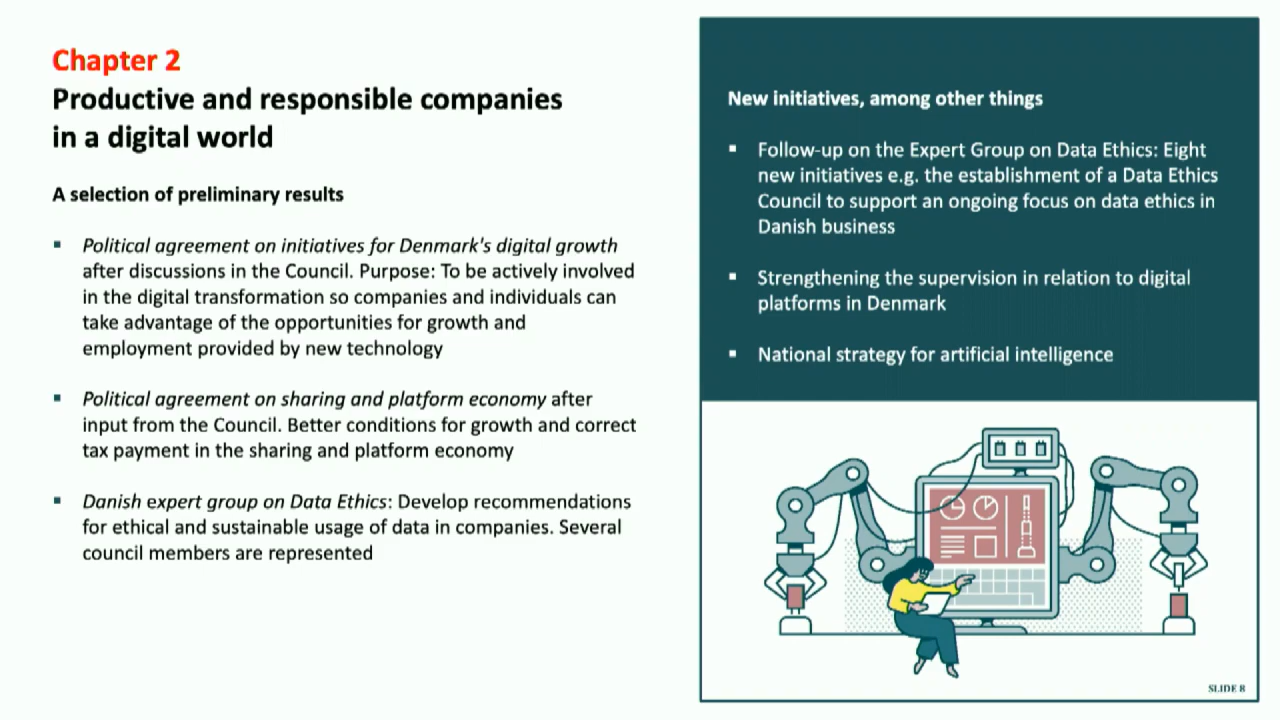 Chapter 2
Productive and responsible companies
in a digital world
A selection of preliminary results
▪ Political agreement on initiatives for Denmark's digital growth
after discussions in the Council. Purpose: To be actively involved
in the digital transformation so companies and individuals can
take advantage of the opportunities for growth and
employment provided by new technology
▪ Political agreement on sharing and platform economy after
input from the Council. Better conditions for growth and correct
tax payment in the sharing and platform economy
▪ Danish expert group on Data Ethics: Develop recommendations
for ethical and sustainable usage of data in companies. Several
council members are represented
New initiatives, among other things
▪ Follow-up on the Expert Group on Data Ethics: Eight
new initiatives e.g. the establishment of a Data Ethics
Council to support an ongoing focus on data ethics in
Danish business
▪ Strengthening the supervision in relation to digital
platforms in Denmark
▪ National strategy for artificial intelligence
SLIDE 8